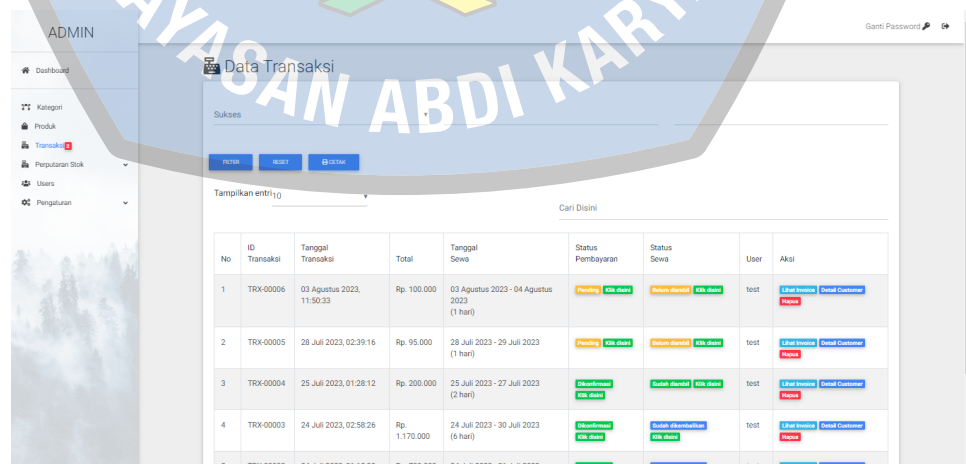 ADMIN
Ganti Password
Dashboard
Kategori
Produk
Transaksi
Perputaran Stok
Users
Pengaturan
Data Transaksi
YAYASAN ABDI KARYA
Sukses
FILTER RESET CETAK
Tampilkan entri 10
Cari Disini
No ID Transaksi Tanggal Transaksi Total Tanggal Sewa Status Pembayaran Status Sewa User Aksi
1 TRX-00006 03 Agustus 2023, Rp. 100.000 03 Agustus 2023 - 04 Agustus Pending Klik disini Belum diambil Klik disini test Lihat Invoice Detail Customer
11:50:33 2023 Hapus
(1 hari)
2 TRX-00005 28 Juli 2023, 02:39:16 Rp. 95.000 28 Juli 2023 - 29 Juli 2023 Pending Klik disini Belum diambil Klik disini test Lihat Invoice Detail Customer
(1 hari) Hapus
3 TRX-00004 25 Juli 2023, 01:28:12 Rp. 200.000 25 Juli 2023 - 27 Juli 2023 Dikonfirmasi Sudah diambil Klik disini test Lihat Invoice Detail Customer
(2 hari) Klik disini Hapus
4 TRX-00003 24 Juli 2023, 02:58:26 Rp. 24 Juli 2023 - 30 Juli 2023 Dikonfirmasi Sudah dikembalikan test Lihat Invoice Detail Customer
1.170.000 (6 hari) Klik disini Klik disini Hapus